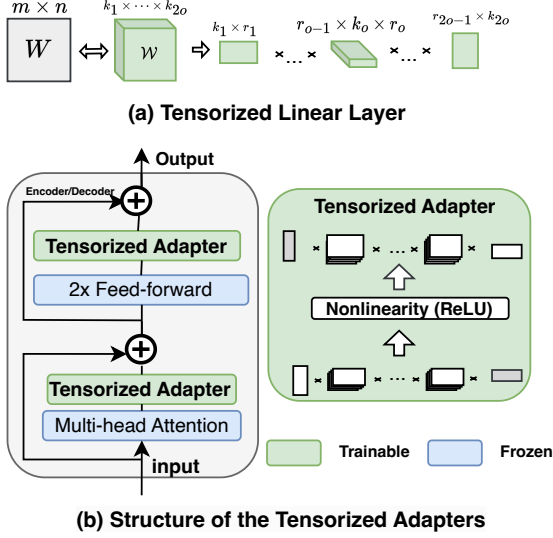 m × n
k₁ × ⋯ × k₂ₒ
k₁ × r₁
rₒ₋₁ × kₒ × rₒ
r₂ₒ₋₁ × k₂ₒ
W
𝒲
× ... ×
× ... ×
(a) Tensorized Linear Layer
Output
Encoder/Decoder
Tensorized Adapter
2x Feed-forward
Tensorized Adapter
Multi-head Attention
input
Tensorized Adapter
× × ... × ×
Nonlinearity (ReLU)
× × ... × ×
Trainable
Frozen
(b) Structure of the Tensorized Adapters